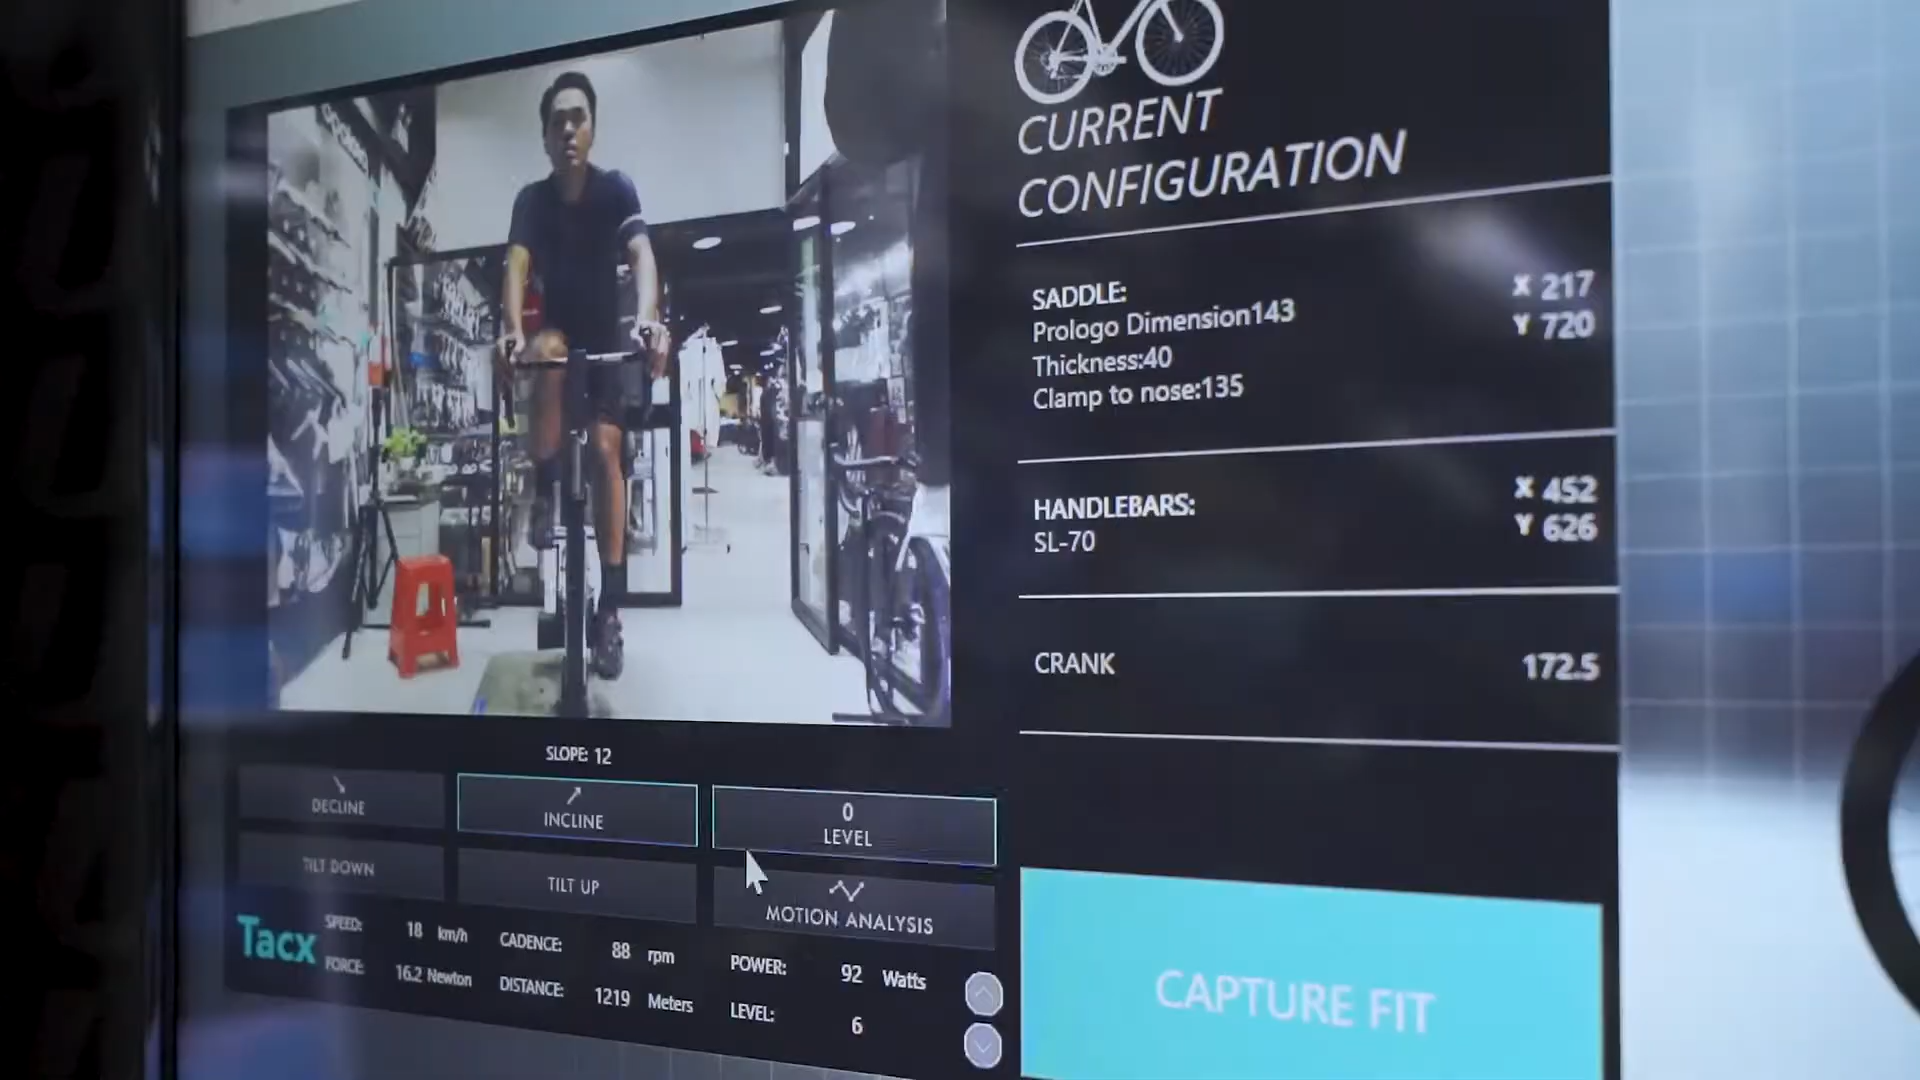 CURRENT
CONFIGURATION
SADDLE:
Prologo Dimension143
Thickness:40
Clamp to nose:135
X 217
Y 720
HANDLEBARS:
SL-70
X 452
Y 626
CRANK
172.5
SLOPE: 12
DECLINE
INCLINE
0
LEVEL
TILT DOWN
TILT UP
MOTION ANALYSIS
Tacx
SPEED: 18 km/h
CADENCE: 88 rpm
POWER: 92 Watts
FORCE: 16.2 Newton
DISTANCE: 1219 Meters
LEVEL: 6
CAPTURE FIT